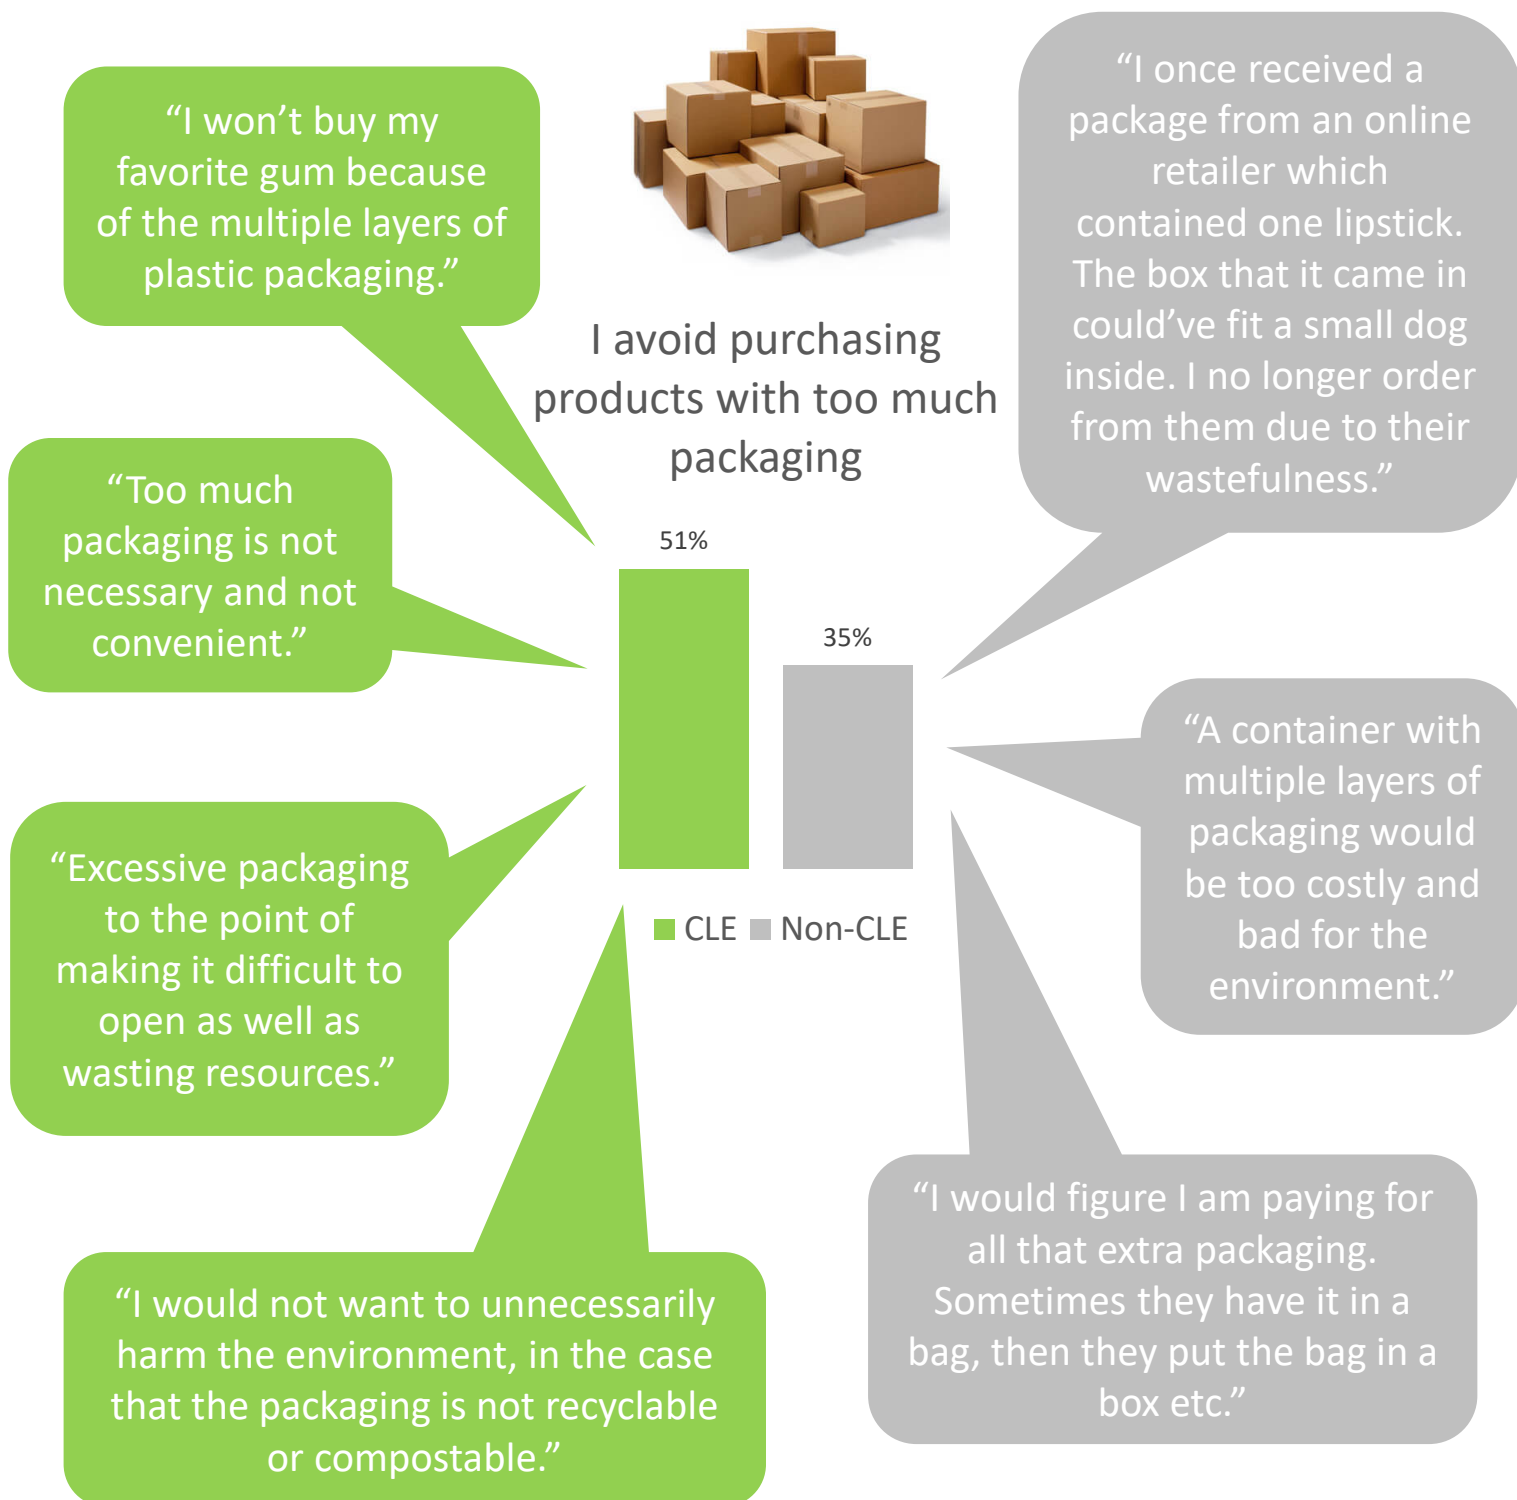 “I won’t buy my
favorite gum because
of the multiple layers of
plastic packaging.”
“I once received a
package from an online
retailer which
contained one lipstick.
The box that it came in
could’ve fit a small dog
inside. I no longer order
from them due to their
wastefulness.”
I avoid purchasing
products with too much
packaging
“Too much
packaging is not
necessary and not
convenient.”
51%
35%
“A container with
multiple layers of
packaging would
be too costly and
bad for the
environment.”
“Excessive packaging
to the point of
making it difficult to
open as well as
wasting resources.”
CLE Non-CLE
“I would figure I am paying for
all that extra packaging.
Sometimes they have it in a
bag, then they put the bag in a
box etc.”
“I would not want to unnecessarily
harm the environment, in the case
that the packaging is not recyclable
or compostable.”